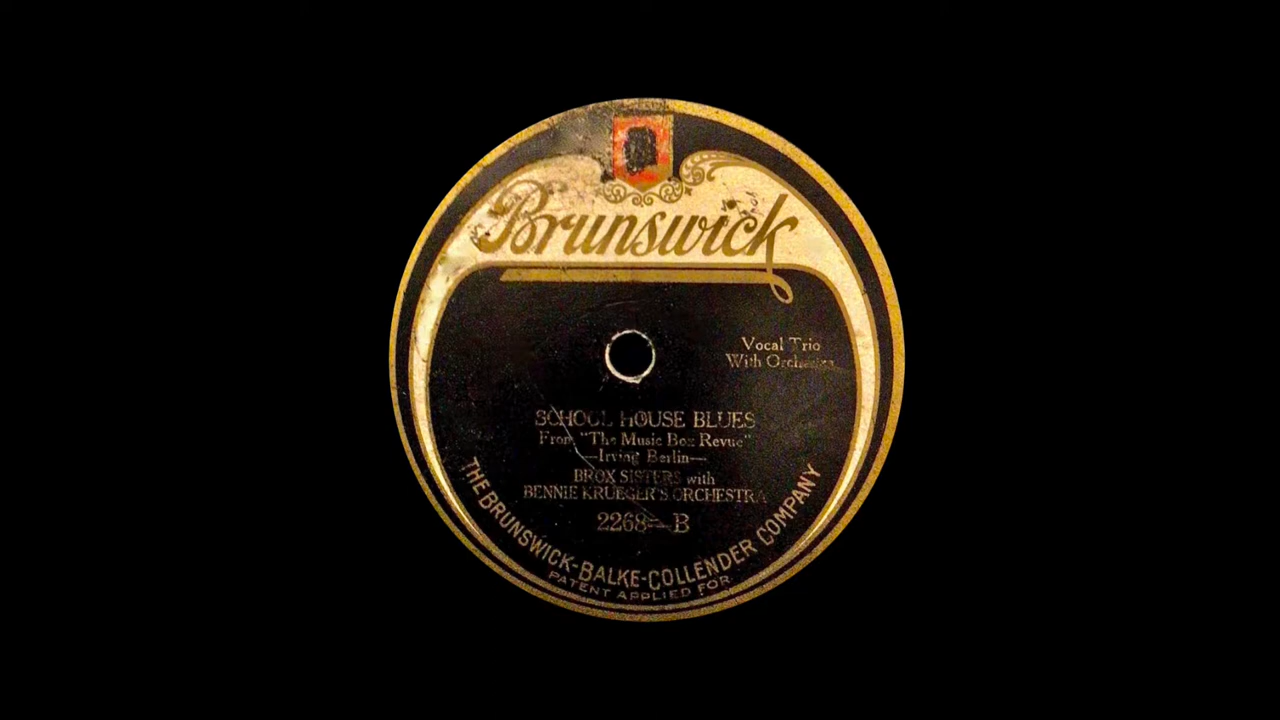 Brunswick
Vocal Trio
With Orchestra
SCHOOL HOUSE BLUES
From "The Music Box Revue"
—Irving Berlin—
BROX SISTERS with
BENNIE KRUEGER'S ORCHESTRA
2268–B
THE BRUNSWICK-BALKE-COLLENDER COMPANY
PATENT APPLIED FOR